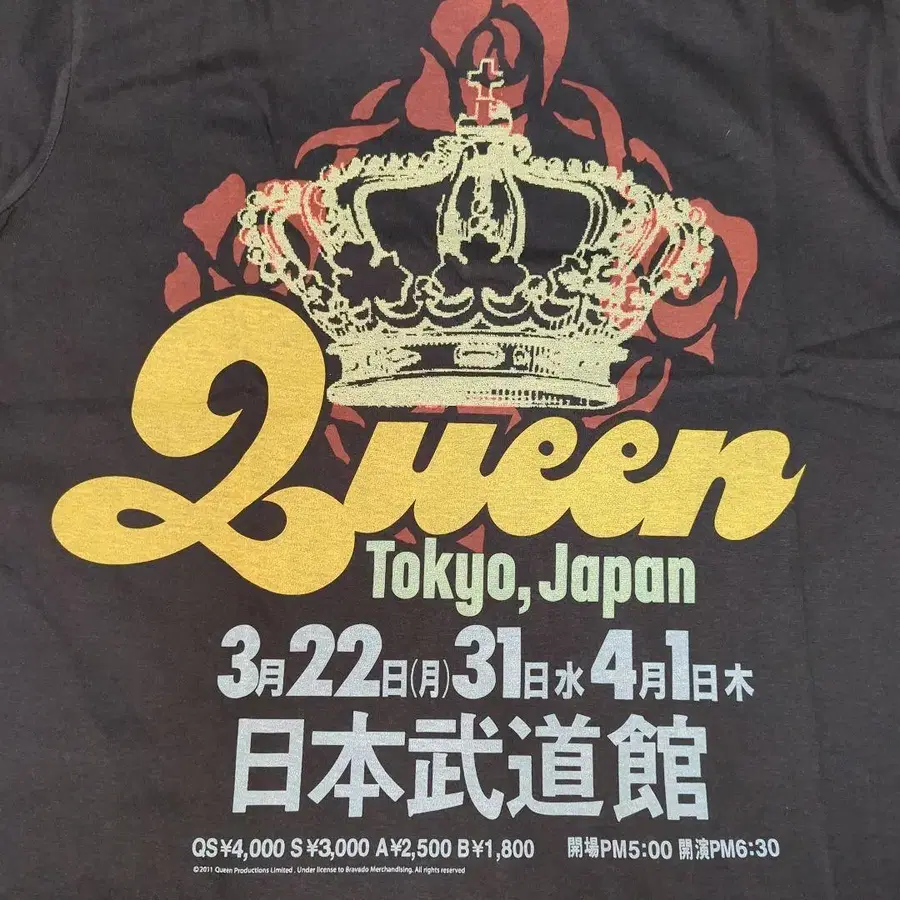 Queen
Tokyo, Japan
3月22日(月)31日水4月1日木
日本武道館
QS¥4,000 S¥3,000 A¥2,500 B¥1,800 開場PM5:00 開演PM6:30
©2011 Queen Productions Limited, Under license to Bravado Merchandising. All rights reserved